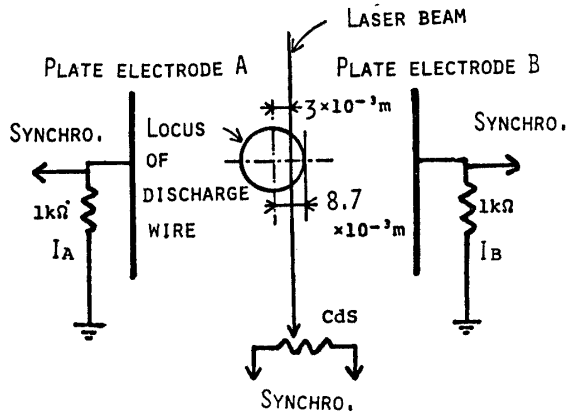 LASER BEAM
PLATE ELECTRODE A
PLATE ELECTRODE B
3×10⁻³m
SYNCHRO.
LOCUS
OF
DISCHARGE
WIRE
SYNCHRO.
8.7
×10⁻³m
1kΩ
IA
1kΩ
IB
CdS
SYNCHRO.